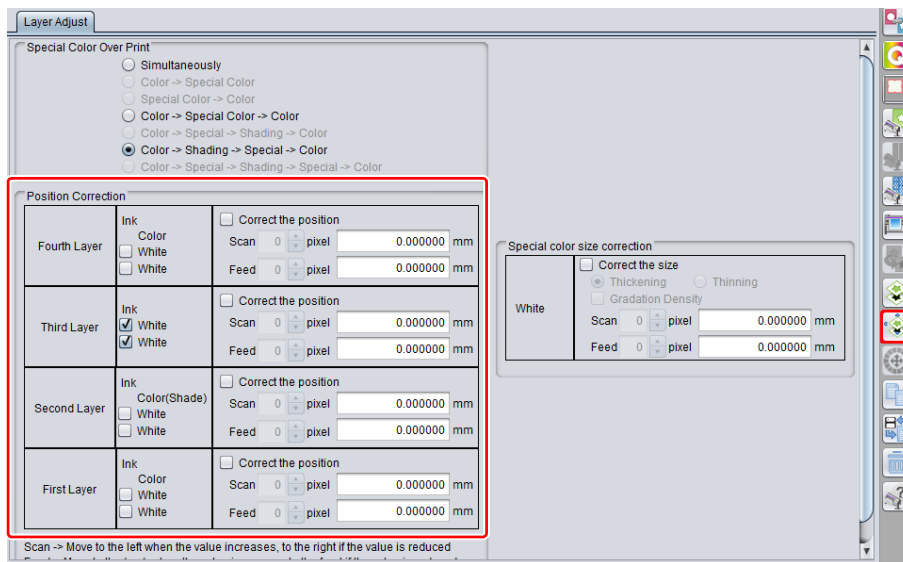 Layer Adjust
Special Color Over Print
Simultaneously
Color -> Special Color
Special Color -> Color
Color -> Special Color -> Color
Color -> Special -> Shading -> Color
Color -> Shading -> Special -> Color
Color -> Special -> Shading -> Special -> Color
Position Correction
Fourth Layer
Ink
Color
White
White
Correct the position
Scan 0 pixel 0.000000 mm
Feed 0 pixel 0.000000 mm
Third Layer
Ink
White
White
Correct the position
Scan 0 pixel 0.000000 mm
Feed 0 pixel 0.000000 mm
Second Layer
Ink
Color(Shade)
White
White
Correct the position
Scan 0 pixel 0.000000 mm
Feed 0 pixel 0.000000 mm
First Layer
Ink
Color
White
White
Correct the position
Scan 0 pixel 0.000000 mm
Feed 0 pixel 0.000000 mm
Scan -> Move to the left when the value increases, to the right if the value is reduced
Special color size correction
White
Correct the size
Thickening Thinning
Gradation Density
Scan 0 pixel 0.000000 mm
Feed 0 pixel 0.000000 mm